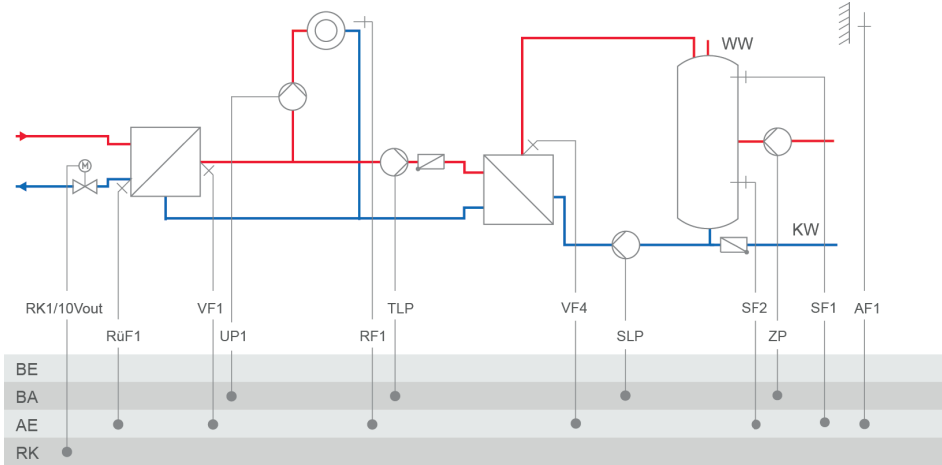 WW
M
KW
RK1/10Vout
VF1
TLP
VF4
SF2
SF1
AF1
RüF1
UP1
RF1
SLP
ZP
BE
BA
AE
RK